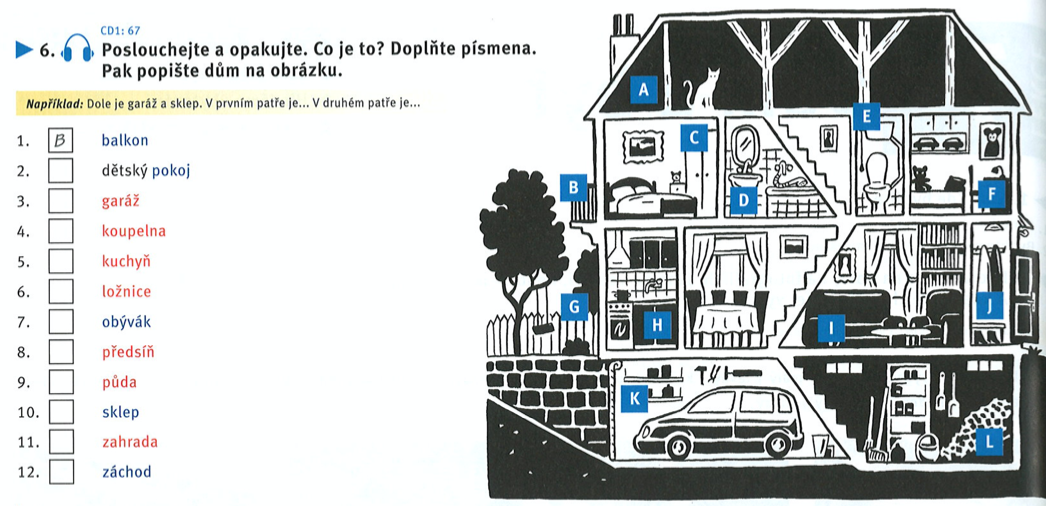 CD1: 67
6. Poslouchejte a opakujte. Co je to? Doplňte písmena.
Pak popište dům na obrázku.
Například: Dole je garáž a sklep. V prvním patře je... V druhém patře je...
1. B balkon
2. dětský pokoj
3. garáž
4. koupelna
5. kuchyň
6. ložnice
7. obývák
8. předsíň
9. půda
10. sklep
11. zahrada
12. záchod
A
E
C
B
D
F
G
J
H
I
K
L